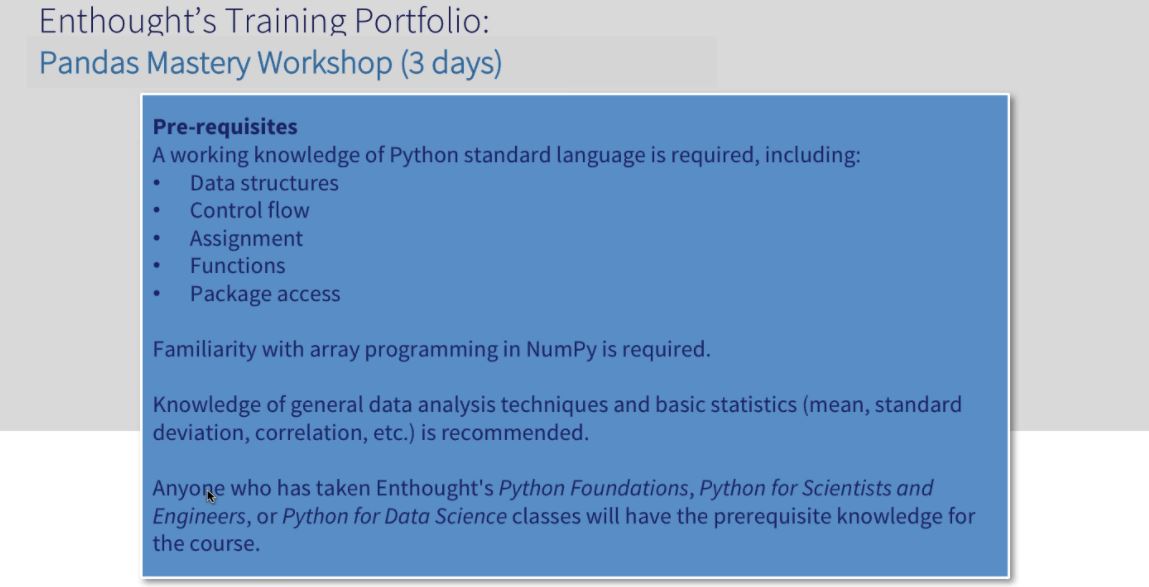 Enthought’s Training Portfolio:
Pandas Mastery Workshop (3 days)
Pre-requisites
A working knowledge of Python standard language is required, including:
• Data structures
• Control flow
• Assignment
• Functions
• Package access
Familiarity with array programming in NumPy is required.
Knowledge of general data analysis techniques and basic statistics (mean, standard
deviation, correlation, etc.) is recommended.
Anyone who has taken Enthought's Python Foundations, Python for Scientists and
Engineers, or Python for Data Science classes will have the prerequisite knowledge for
the course.